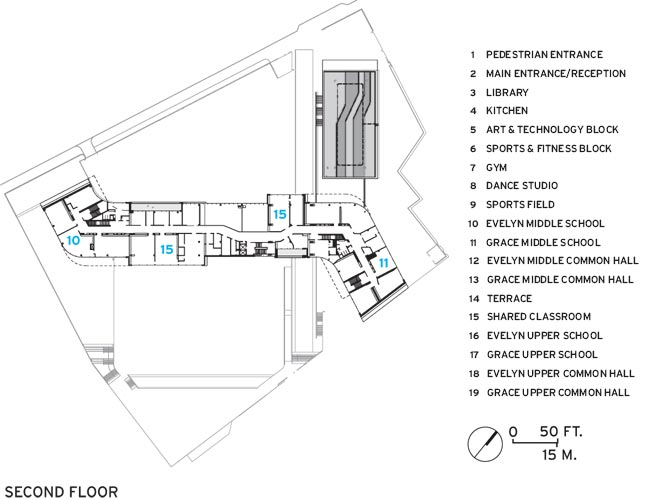 1 PEDESTRIAN ENTRANCE
2 MAIN ENTRANCE/RECEPTION
3 LIBRARY
4 KITCHEN
5 ART & TECHNOLOGY BLOCK
6 SPORTS & FITNESS BLOCK
7 GYM
8 DANCE STUDIO
9 SPORTS FIELD
10 EVELYN MIDDLE SCHOOL
11 GRACE MIDDLE SCHOOL
12 EVELYN MIDDLE COMMON HALL
13 GRACE MIDDLE COMMON HALL
14 TERRACE
15 SHARED CLASSROOM
16 EVELYN UPPER SCHOOL
17 GRACE UPPER SCHOOL
18 EVELYN UPPER COMMON HALL
19 GRACE UPPER COMMON HALL
15
10
15
11
0 50 FT.
15 M.
SECOND FLOOR